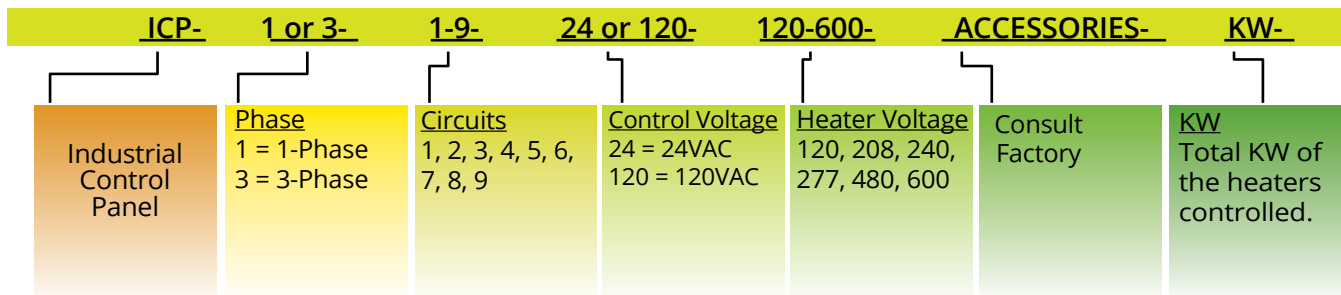 ICP- 1 or 3- 1-9- 24 or 120- 120-600- ACCESSORIES- KW-
Industrial
Control
Panel
Phase
1 = 1-Phase
3 = 3-Phase
Circuits
1, 2, 3, 4, 5, 6,
7, 8, 9
Control Voltage
24 = 24VAC
120 = 120VAC
Heater Voltage
120, 208, 240,
277, 480, 600
Consult
Factory
KW
Total KW of
the heaters
controlled.